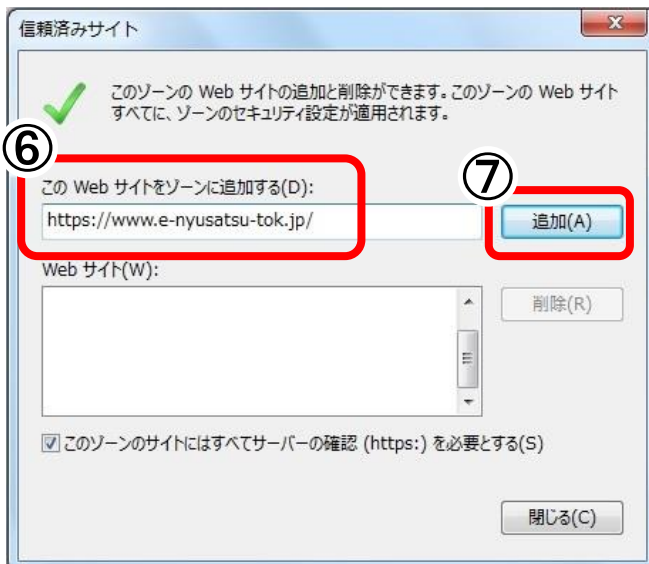 信頼済みサイト
このゾーンの Web サイトの追加と削除ができます。このゾーンの Web サイト
すべてに、ゾーンのセキュリティ設定が適用されます。
⑥
このWeb サイトをゾーンに追加する(D):
⑦
https://www.e-nyusatsu-tok.jp/
追加(A)
Web サイト(W):
削除(R)
このゾーンのサイトにはすべてサーバーの確認 (https:) を必要とする(S)
閉じる(C)